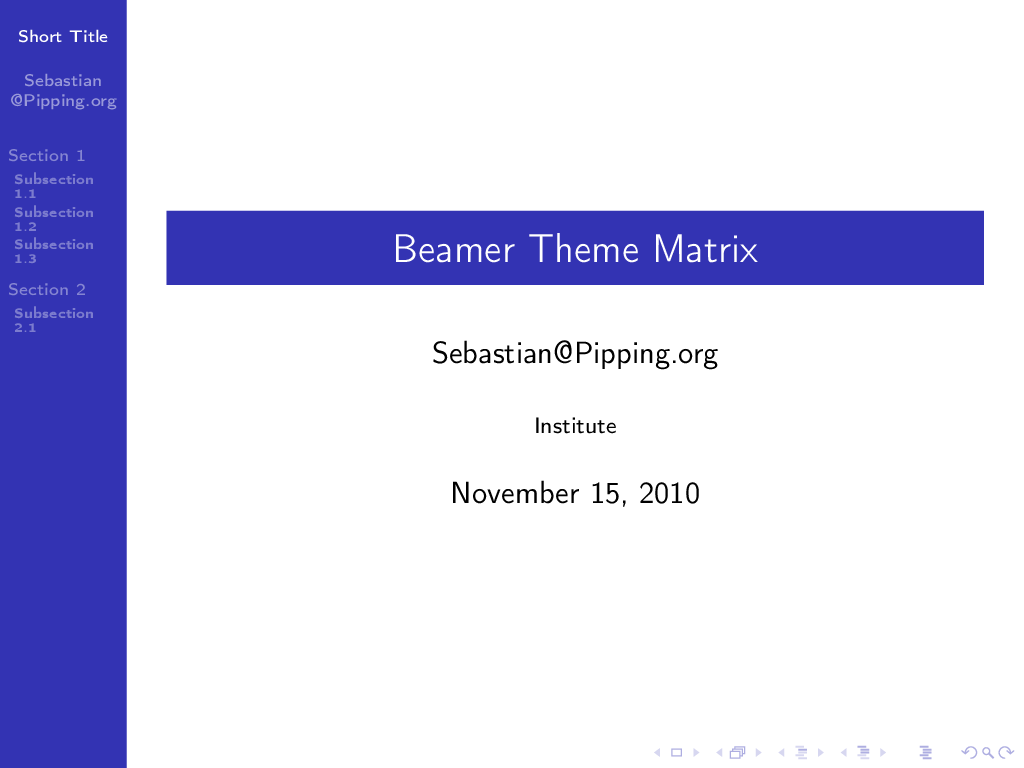 Short Title
Sebastian
@Pipping.org
Section 1
Subsection
1.1
Subsection
1.2
Subsection
1.3
Section 2
Subsection
2.1
Beamer Theme Matrix
Sebastian@Pipping.org
Institute
November 15, 2010